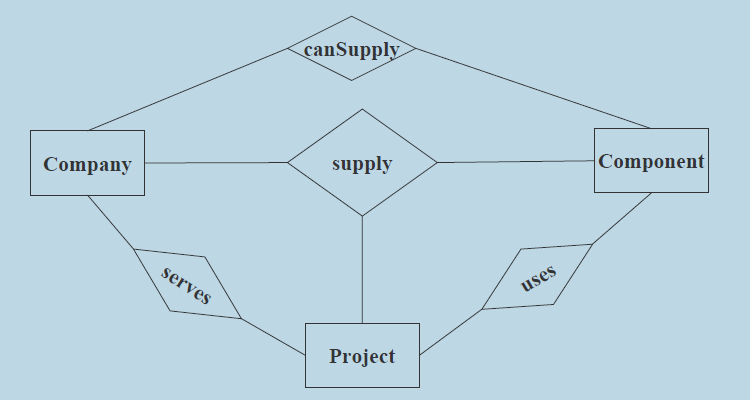 canSupply
Company
supply
Component
serves
uses
Project